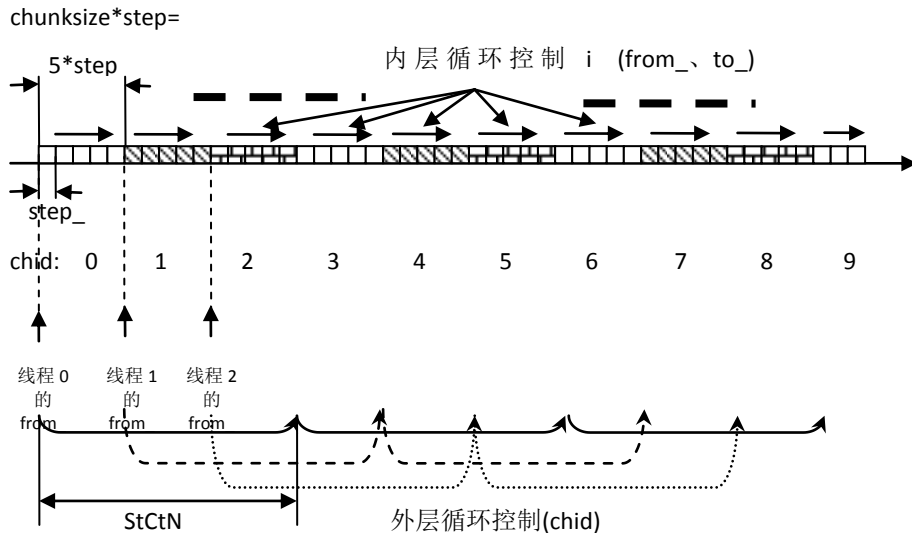 chunksize*step=
5*step
内层循环控制 i (from_、to_)
step_
chid: 0 1 2 3 4 5 6 7 8 9
线程 0 线程 1 线程 2
的 的 的
from from from
StCtN
外层循环控制(chid)